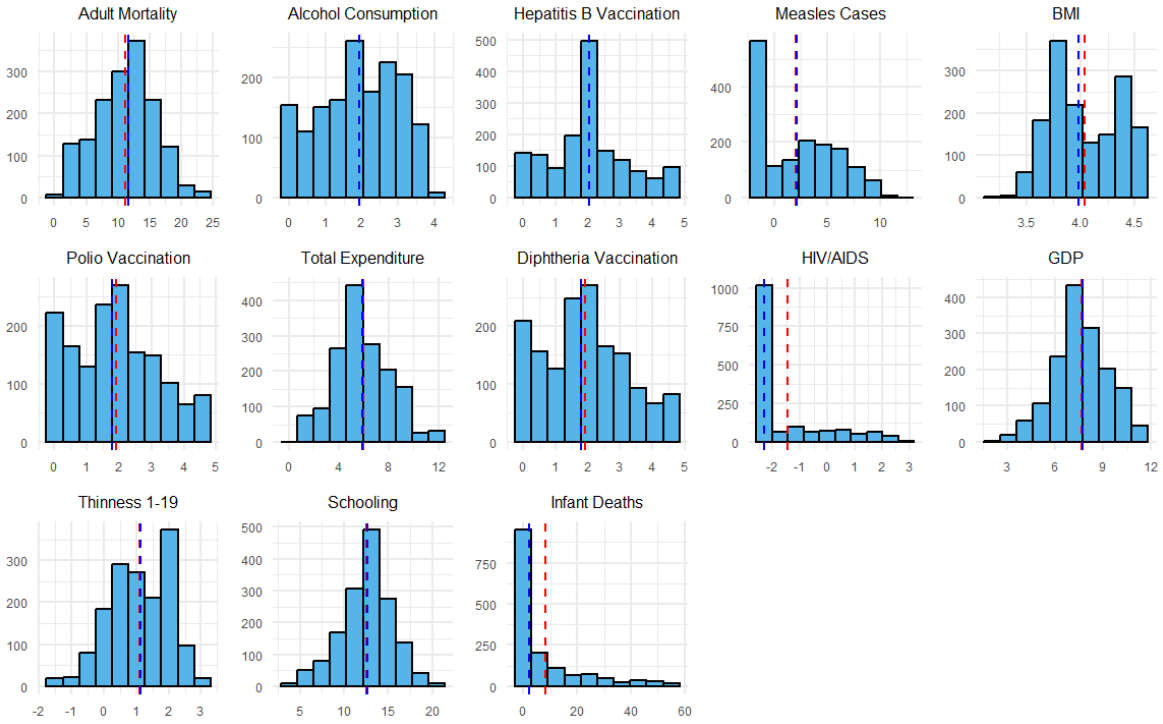 Adult Mortality
300
200
100
0
0 5 10 15 20 25
Alcohol Consumption
200
100
0
0 1 2 3 4
Hepatitis B Vaccination
500
400
300
200
100
0
0 1 2 3 4 5
Measles Cases
400
200
0
0 5 10
BMI
300
200
100
0
3.5 4.0 4.5
Polio Vaccination
200
100
0
0 1 2 3 4 5
Total Expenditure
400
300
200
100
0
0 4 8 12
Diphtheria Vaccination
200
100
0
0 1 2 3 4 5
HIV/AIDS
1000
750
500
250
0
-2 -1 0 1 2 3
GDP
400
300
200
100
0
3 6 9 12
Thinness 1-19
300
200
100
0
-2 -1 0 1 2 3
Schooling
500
400
300
200
100
0
5 10 15 20
Infant Deaths
750
500
250
0
0 20 40 60